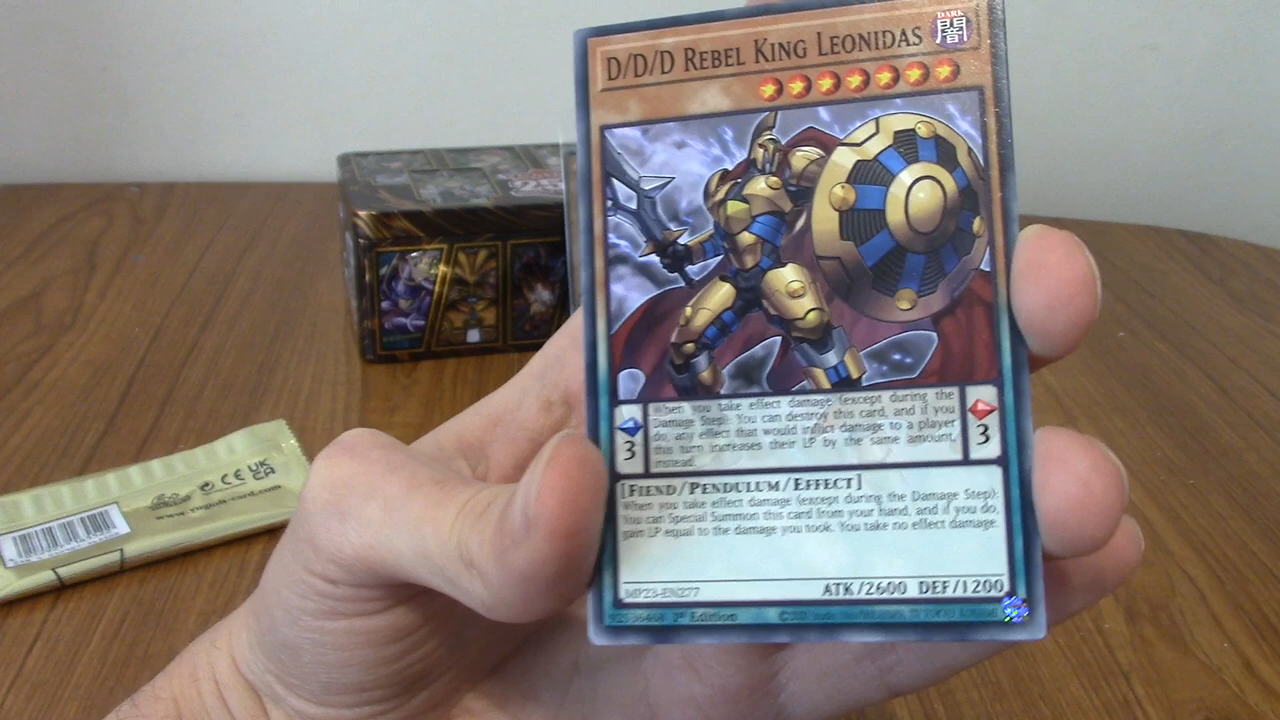 D/D/D REBEL KING LEONIDAS
DARK
闇
When you take effect damage (except during the
Damage Step): You can destroy this card, and if you
do, any effect that would inflict damage to a player
this turn increases their LP by the same amount,
instead.
3
3
[FIEND/PENDULUM/EFFECT]
When you take effect damage (except during the Damage Step):
You can Special Summon this card from your hand, and if you do,
gain LP equal to the damage you took. You take no effect damage.
MP23-EN277
ATK/2600 DEF/1200
1st Edition
CE
UK
CA
www.yugioh-card.com
25